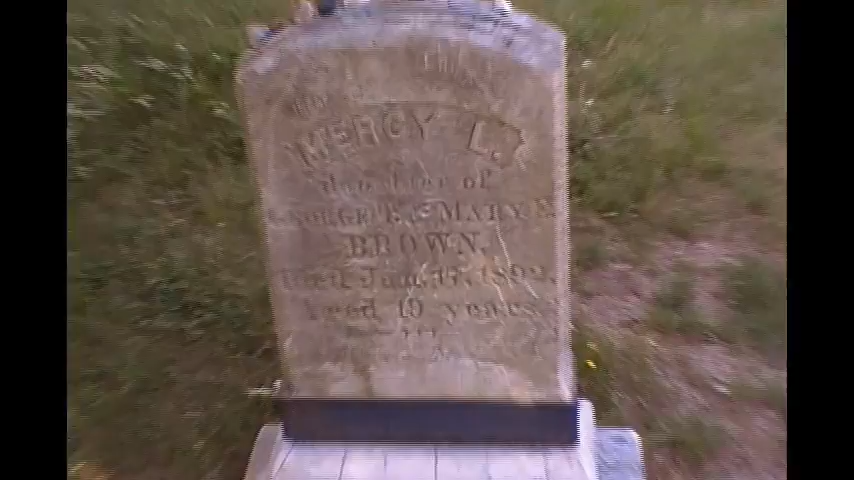 MERCY L.
daughter of
GEORGE T. & MARY E.
BROWN,
Died Jan. 17, 1892,
Aged 19 years.